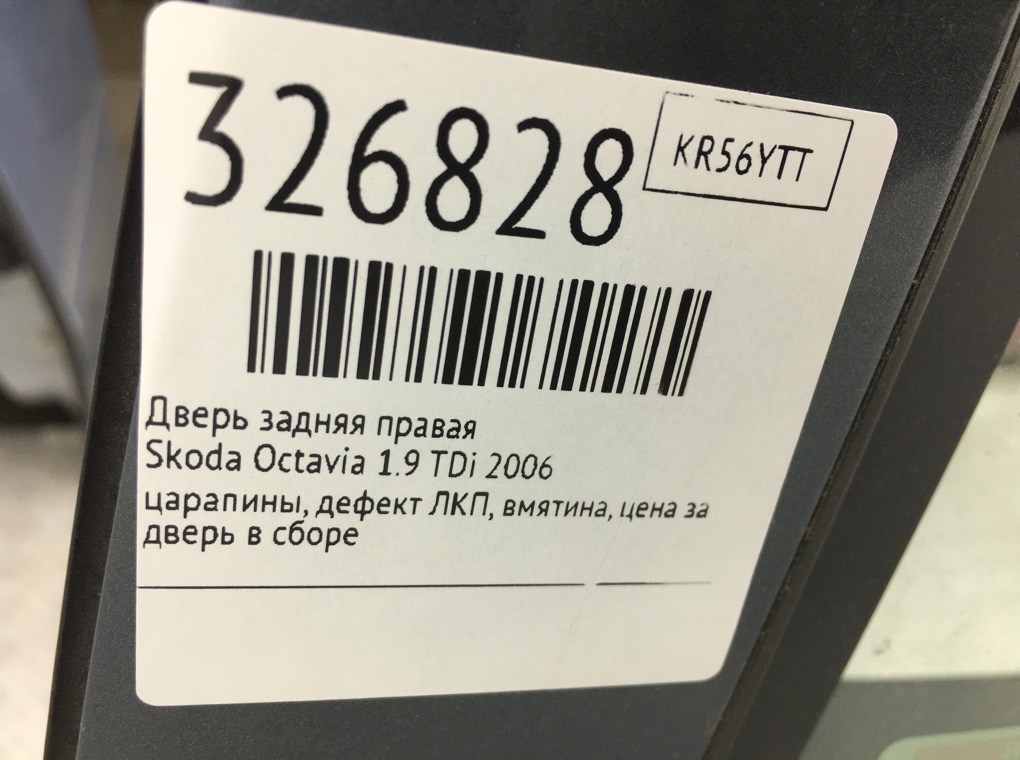 326828
KR56YTT
Дверь задняя правая
Skoda Octavia 1.9 TDi 2006
царапины, дефект ЛКП, вмятина, цена за
дверь в сборе